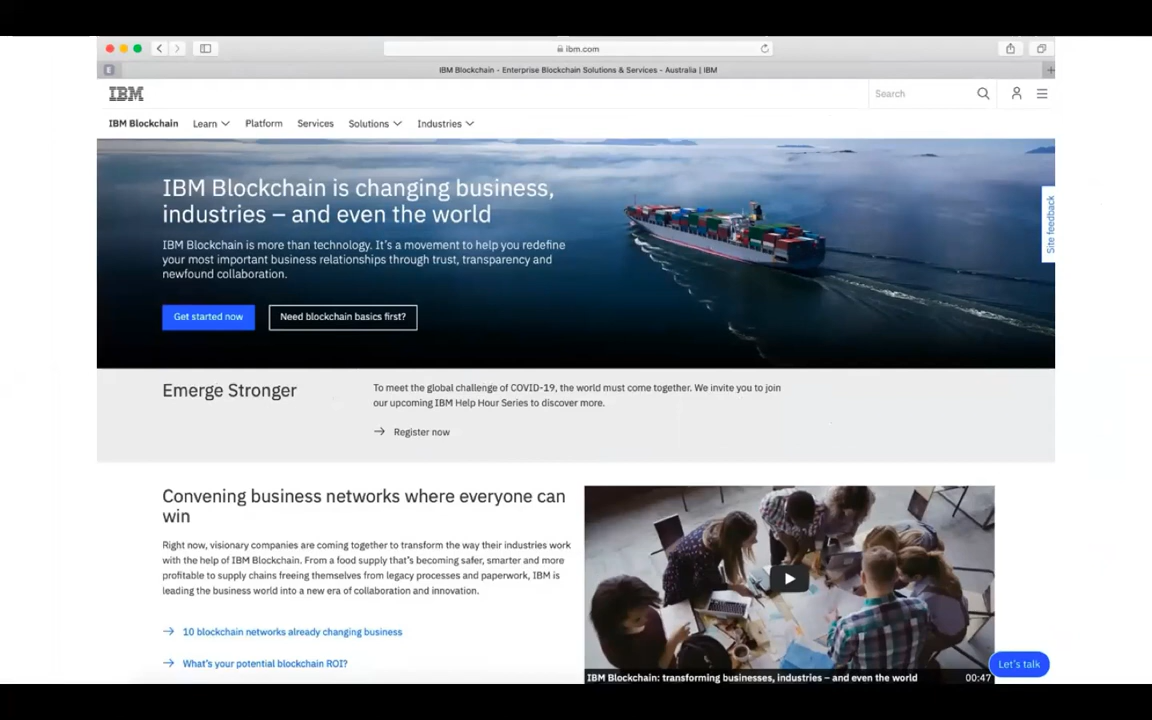 ibm.com
IBM Blockchain - Enterprise Blockchain Solutions & Services - Australia | IBM
IBM
Search
IBM Blockchain Learn Platform Services Solutions Industries
IBM Blockchain is changing business,
industries – and even the world
IBM Blockchain is more than technology. It's a movement to help you redefine
your most important business relationships through trust, transparency and
newfound collaboration.
Get started now
Need blockchain basics first?
Site feedback
Emerge Stronger
To meet the global challenge of COVID-19, the world must come together. We invite you to join
our upcoming IBM Help Hour Series to discover more.
Register now
Convening business networks where everyone can
win
Right now, visionary companies are coming together to transform the way their industries work
with the help of IBM Blockchain. From a food supply that's becoming safer, smarter and more
profitable to supply chains freeing themselves from legacy processes and paperwork, IBM is
leading the business world into a new era of collaboration and innovation.
10 blockchain networks already changing business
What's your potential blockchain ROI?
IBM Blockchain: transforming businesses, industries – and even the world
00:47
Let's talk